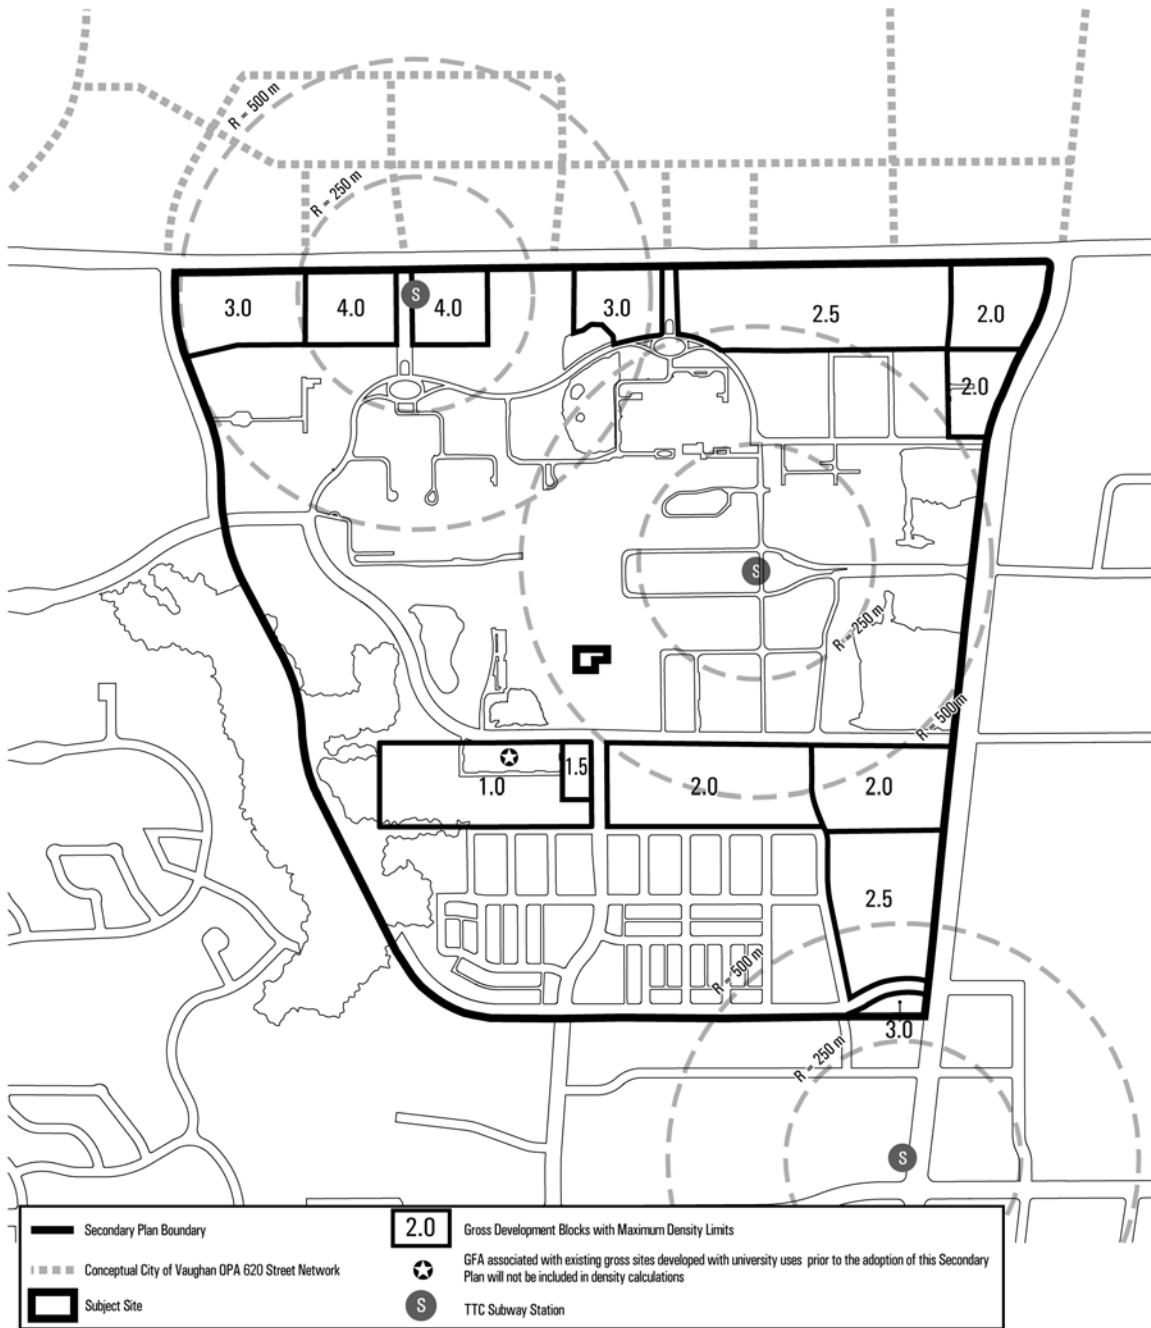 R = 500 m
R = 250 m
S
3.0
4.0
4.0
3.0
2.5
2.0
2.0
S
R = 250 m
R = 500 m
1.0
1.5
2.0
2.0
2.5
R = 500 m
3.0
R = 250 m
S
Secondary Plan Boundary
Conceptual City of Vaughan OPA 620 Street Network
Subject Site
2.0 Gross Development Blocks with Maximum Density Limits
GFA associated with existing gross sites developed with university uses prior to the adoption of this Secondary
Plan will not be included in density calculations
S TTC Subway Station